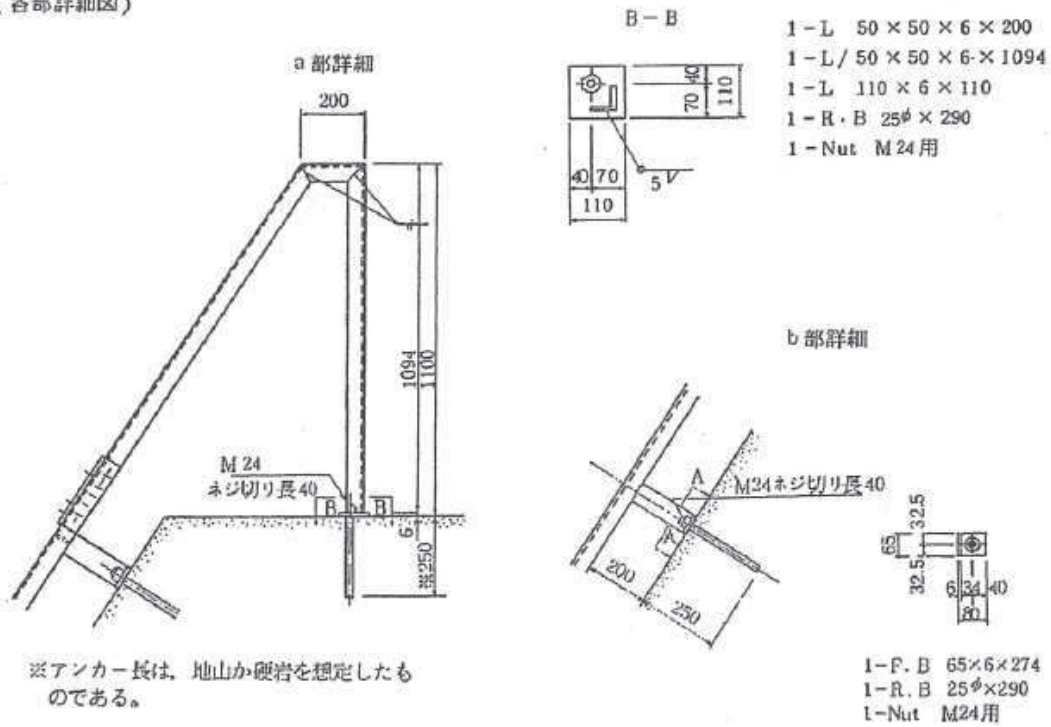 各部詳細図)
a 部詳細
200
1094
1100
M 24
ネジ切り長40
B
B
6
※250
※アンカー長は、地山か硬岩を想定したも
のである。
B-B
40
70
110
40 70
110
5
1-L 50×50×6×200
1-L/ 50×50×6·×1094
1-L 110×6×110
1-R.B 25φ×290
1-Nut M24用
b 部詳細
A
M24ネジ切り長40
A
200
250
32.5
65
32.5
6 34 40
80
1-F.B 65×6×274
1-R.B 25φ×290
1-Nut M24用